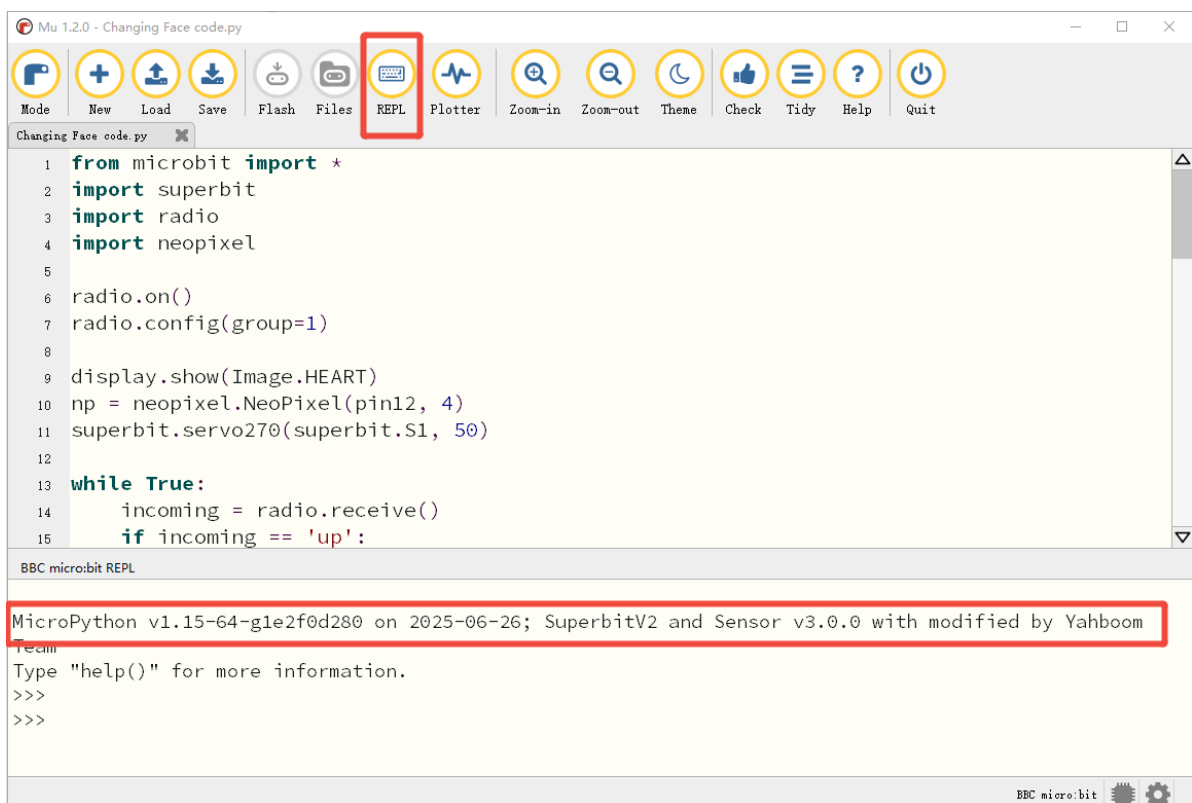 Mu 1.2.0 - Changing Face code.py
Mode New Load Save Flash Files REPL Plotter Zoom-in Zoom-out Theme Check Tidy Help Quit
Changing Face code.py
1 from microbit import *
2 import superbit
3 import radio
4 import neopixel
5
6 radio.on()
7 radio.config(group=1)
8
9 display.show(Image.HEART)
10 np = neopixel.NeoPixel(pin12, 4)
11 superbit.servo270(superbit.S1, 50)
12
13 while True:
14     incoming = radio.receive()
15     if incoming == 'up':
BBC micro:bit REPL
MicroPython v1.15-64-g1e2f0d280 on 2025-06-26; SuperbitV2 and Sensor v3.0.0 with modified by Yahboom
Team
Type "help()" for more information.
>>>
>>>
BBC micro:bit